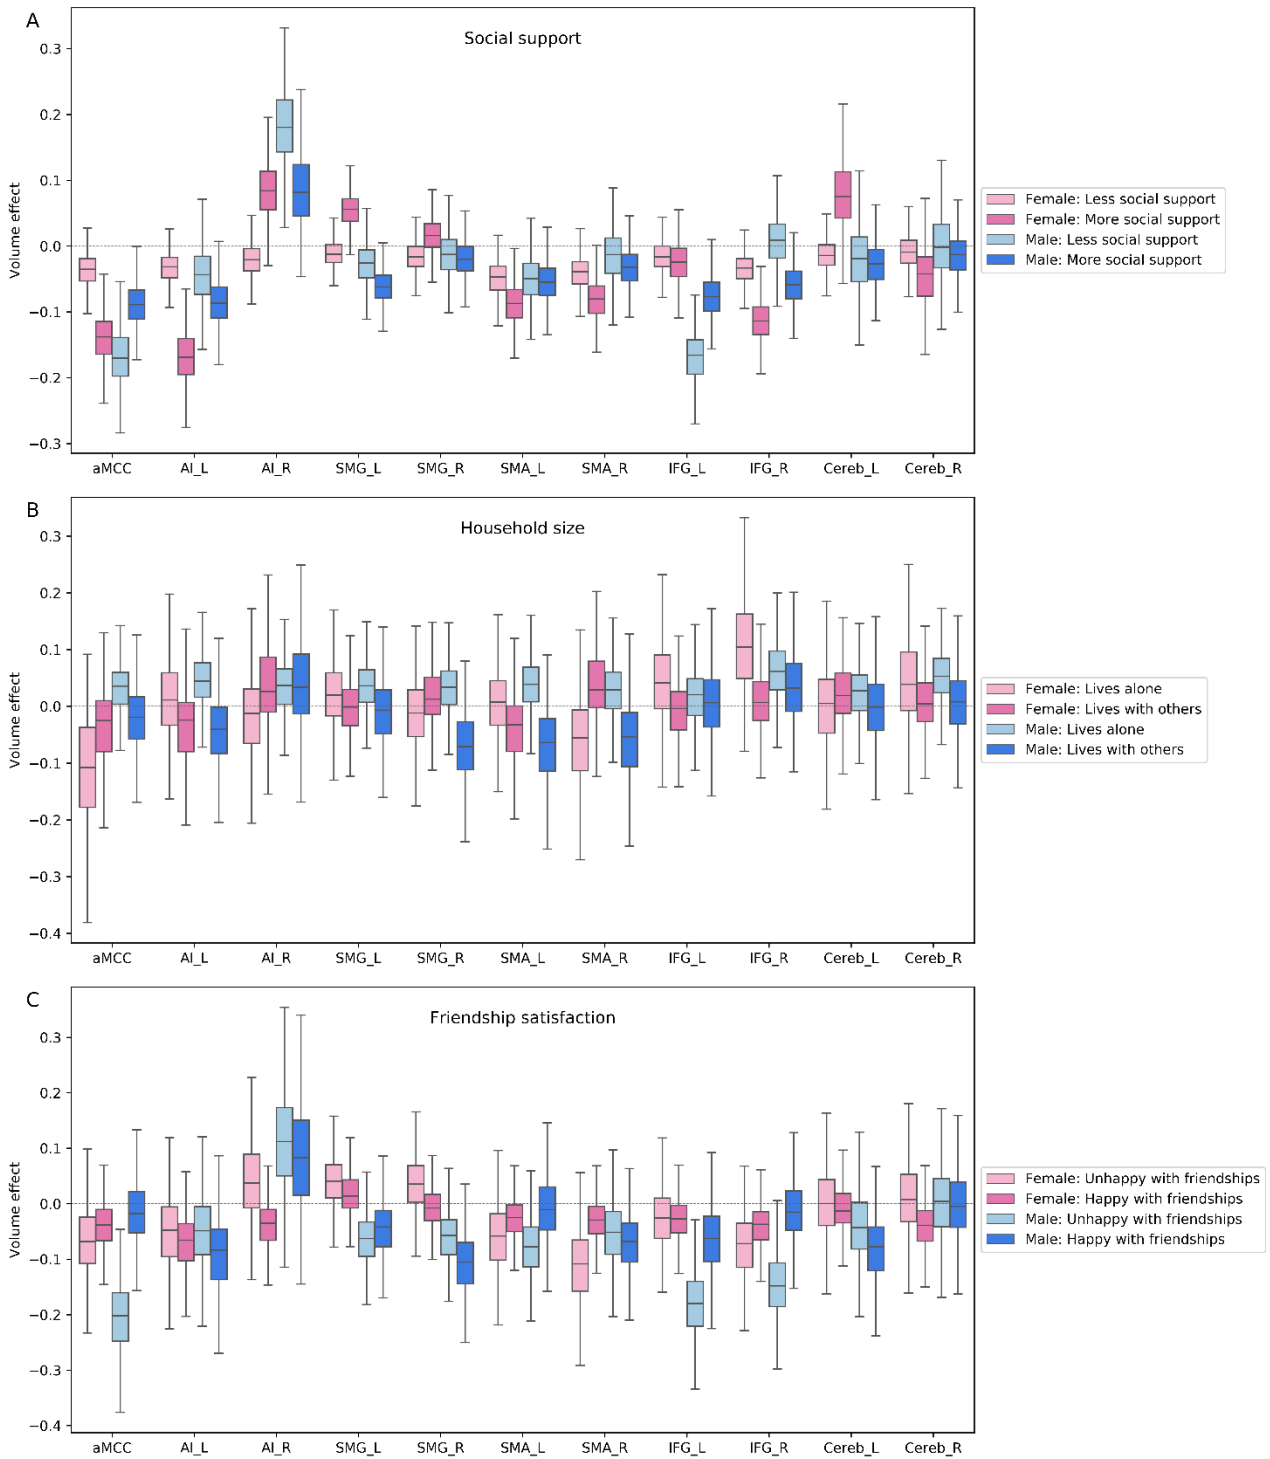 A
Social support
0.3
0.2
0.1
0.0
−0.1
−0.2
−0.3
Volume effect
aMCC AI_L AI_R SMG_L SMG_R SMA_L SMA_R IFG_L IFG_R Cereb_L Cereb_R
Female: Less social support
Female: More social support
Male: Less social support
Male: More social support
B
Household size
0.3
0.2
0.1
0.0
−0.1
−0.2
−0.3
−0.4
Volume effect
aMCC AI_L AI_R SMG_L SMG_R SMA_L SMA_R IFG_L IFG_R Cereb_L Cereb_R
Female: Lives alone
Female: Lives with others
Male: Lives alone
Male: Lives with others
C
Friendship satisfaction
0.3
0.2
0.1
0.0
−0.1
−0.2
−0.3
−0.4
Volume effect
aMCC AI_L AI_R SMG_L SMG_R SMA_L SMA_R IFG_L IFG_R Cereb_L Cereb_R
Female: Unhappy with friendships
Female: Happy with friendships
Male: Unhappy with friendships
Male: Happy with friendships